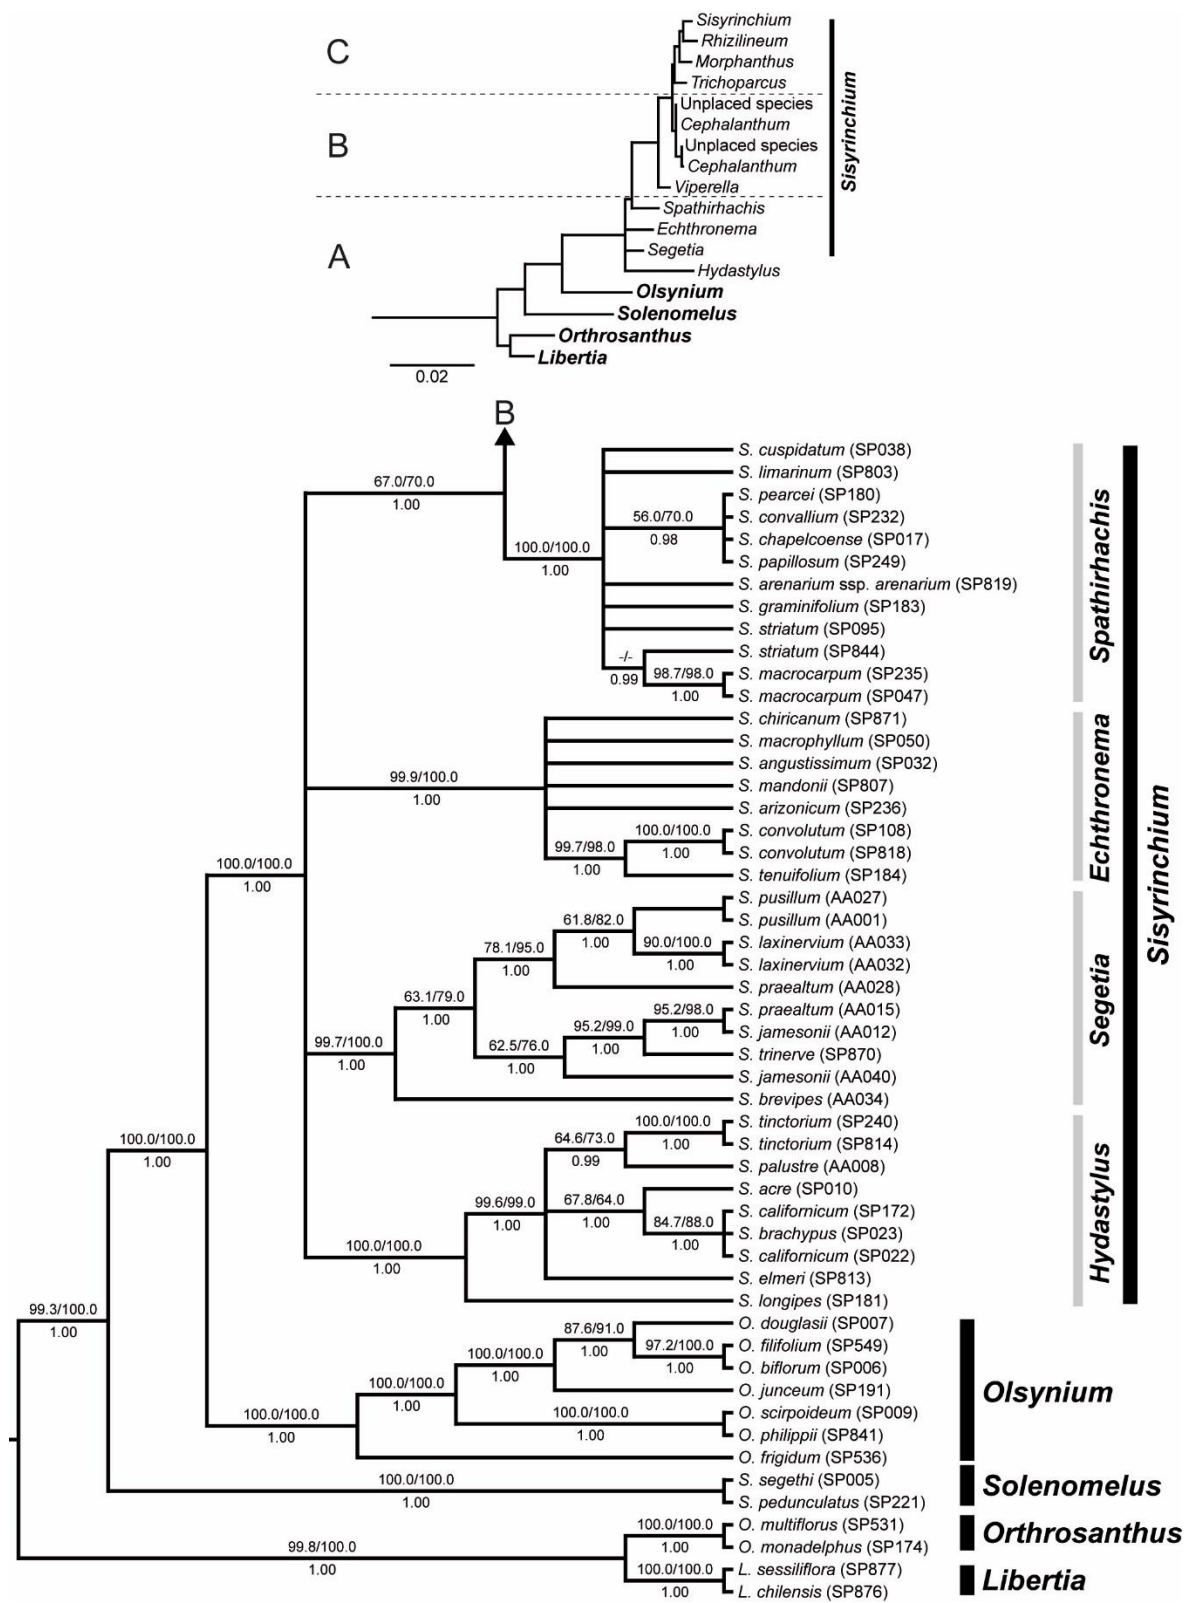 C
B
A
Sisyrinchium
Rhizilineum
Morphanthus
Trichoparcus
Unplaced species
Cephalanthum
Unplaced species
Cephalanthum
Viperella
Spathirhachis
Echthronema
Segetia
Hydastylus
Olsynium
Solenomelus
Orthrosanthus
Libertia
Sisyrinchium
0.02
B
67.0/70.0
1.00
100.0/100.0
1.00
S. cuspidatum (SP038)
S. limarinum (SP803)
S. pearcei (SP180)
56.0/70.0
S. convallium (SP232)
0.98
S. chapelcoense (SP017)
S. papillosum (SP249)
S. arenarium ssp. arenarium (SP819)
S. graminifolium (SP183)
S. striatum (SP095)
-/-
0.99
S. striatum (SP844)
98.7/98.0
1.00
S. macrocarpum (SP235)
S. macrocarpum (SP047)
Spathirhachis
99.9/100.0
1.00
S. chiricanum (SP871)
S. macrophyllum (SP050)
S. angustissimum (SP032)
S. mandonii (SP807)
S. arizonicum (SP236)
99.7/98.0
1.00
100.0/100.0
1.00
S. convolutum (SP108)
S. convolutum (SP818)
S. tenuifolium (SP184)
Echthronema
100.0/100.0
1.00
99.7/100.0
1.00
63.1/79.0
1.00
78.1/95.0
1.00
61.8/82.0
1.00
S. pusillum (AA027)
S. pusillum (AA001)
90.0/100.0
1.00
S. laxinervium (AA033)
S. laxinervium (AA032)
S. praealtum (AA028)
62.5/76.0
1.00
95.2/99.0
1.00
95.2/98.0
1.00
S. praealtum (AA015)
S. jamesonii (AA012)
S. trinerve (SP870)
S. jamesonii (AA040)
S. brevipes (AA034)
Segetia
100.0/100.0
1.00
100.0/100.0
1.00
99.6/99.0
1.00
64.6/73.0
0.99
100.0/100.0
1.00
S. tinctorium (SP240)
S. tinctorium (SP814)
S. palustre (AA008)
67.8/64.0
1.00
S. acre (SP010)
84.7/88.0
1.00
S. californicum (SP172)
S. brachypus (SP023)
S. californicum (SP022)
S. elmeri (SP813)
S. longipes (SP181)
Hydastylus
Sisyrinchium
99.3/100.0
1.00
100.0/100.0
1.00
100.0/100.0
1.00
100.0/100.0
1.00
87.6/91.0
1.00
O. douglasii (SP007)
97.2/100.0
1.00
O. filifolium (SP549)
O. biflorum (SP006)
O. junceum (SP191)
100.0/100.0
1.00
O. scirpoideum (SP009)
O. philippii (SP841)
O. frigidum (SP536)
Olsynium
100.0/100.0
1.00
S. segethi (SP005)
S. pedunculatus (SP221)
Solenomelus
99.8/100.0
1.00
100.0/100.0
1.00
O. multiflorus (SP531)
O. monadelphus (SP174)
Orthrosanthus
100.0/100.0
1.00
L. sessiliflora (SP877)
L. chilensis (SP876)
Libertia